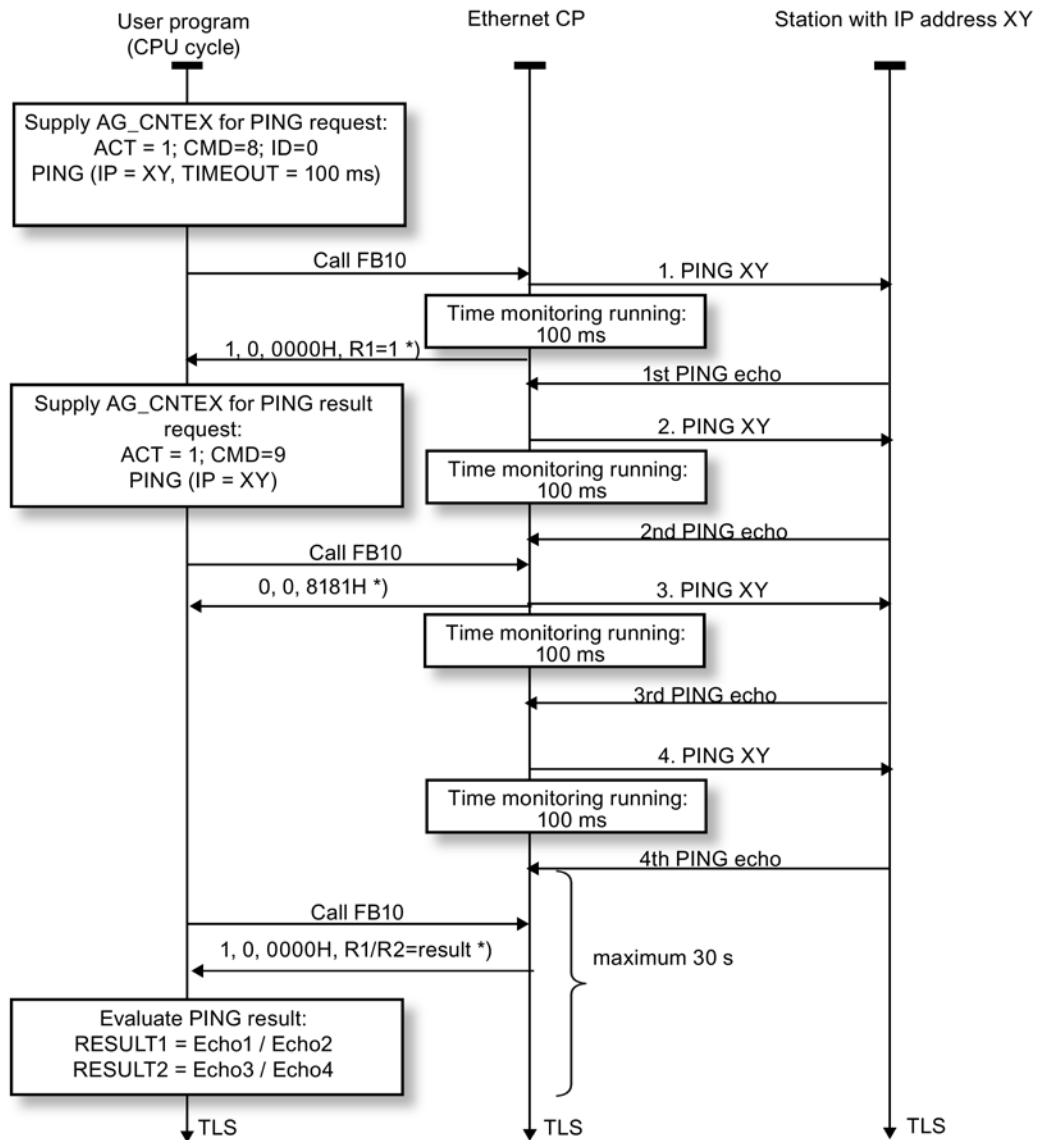 User program
(CPU cycle)
Ethernet CP
Station with IP address XY
Supply AG_CNTEX for PING request:
ACT = 1; CMD=8; ID=0
PING (IP = XY, TIMEOUT = 100 ms)
Call FB10
1. PING XY
Time monitoring running:
100 ms
1, 0, 0000H, R1=1 *)
1st PING echo
Supply AG_CNTEX for PING result
request:
ACT = 1; CMD=9
PING (IP = XY)
2. PING XY
Time monitoring running:
100 ms
2nd PING echo
Call FB10
0, 0, 8181H *)
3. PING XY
Time monitoring running:
100 ms
3rd PING echo
4. PING XY
Time monitoring running:
100 ms
4th PING echo
Call FB10
1, 0, 0000H, R1/R2=result *)
maximum 30 s
Evaluate PING result:
RESULT1 = Echo1 / Echo2
RESULT2 = Echo3 / Echo4
TLS
TLS
TLS